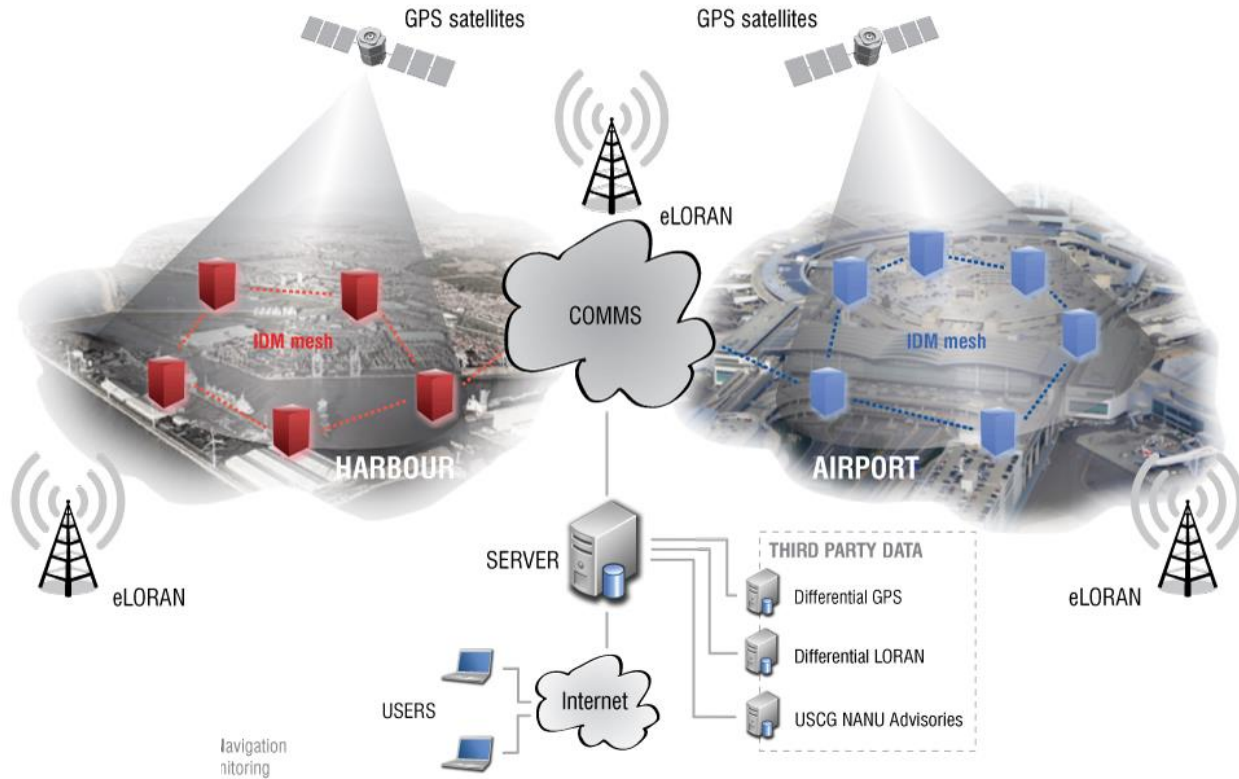 GPS satellites
GPS satellites
eLORAN
COMMS
IDM mesh
IDM mesh
HARBOUR
AIRPORT
SERVER
THIRD PARTY DATA
eLORAN
Differential GPS
eLORAN
Differential LORAN
Internet
USERS
USCG NANU Advisories